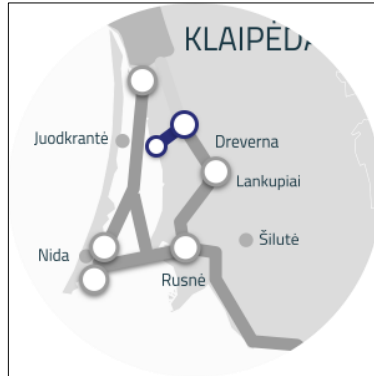 KLAIPĖDA
Juodkrantė
Dreverna
Lankupiai
Nida
Šilutė
Rusnė